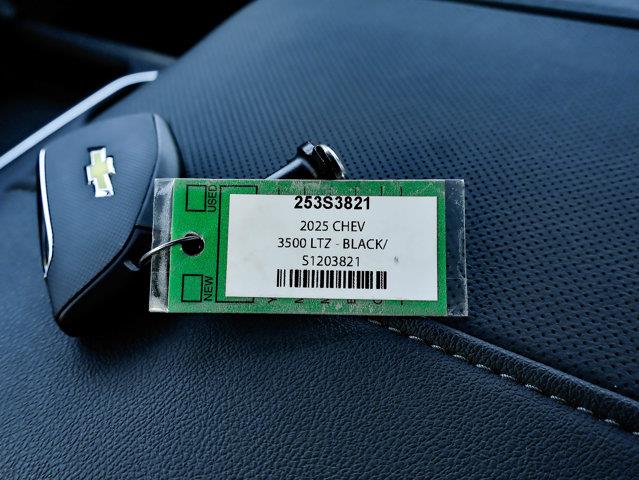 253S3821
2025 CHEV
3500 LTZ - BLACK/
S1203821
USED
NEW